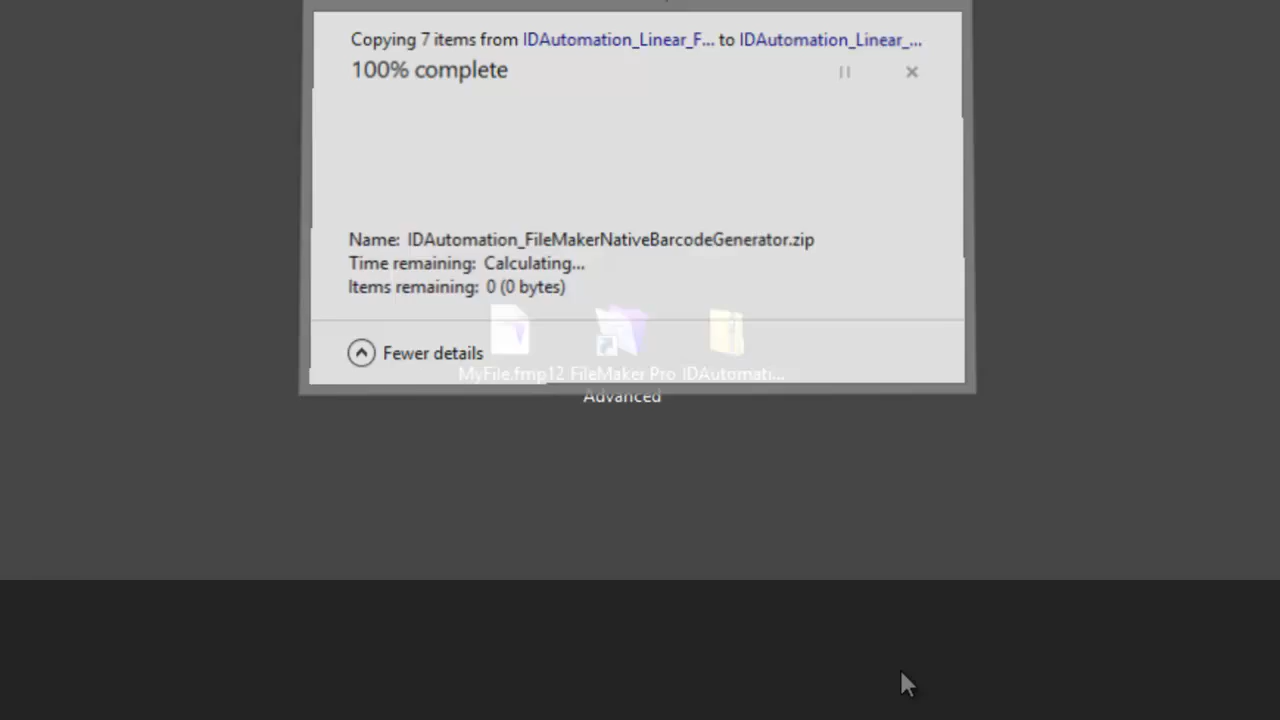 Copying 7 items from IDAutomation_Linear_F... to IDAutomation_Linear_...
100% complete
Name: IDAutomation_FileMakerNativeBarcodeGenerator.zip
Time remaining: Calculating...
Items remaining: 0 (0 bytes)
Fewer details
MyFile.fmp12 FileMaker Pro IDAutomati...
Advanced